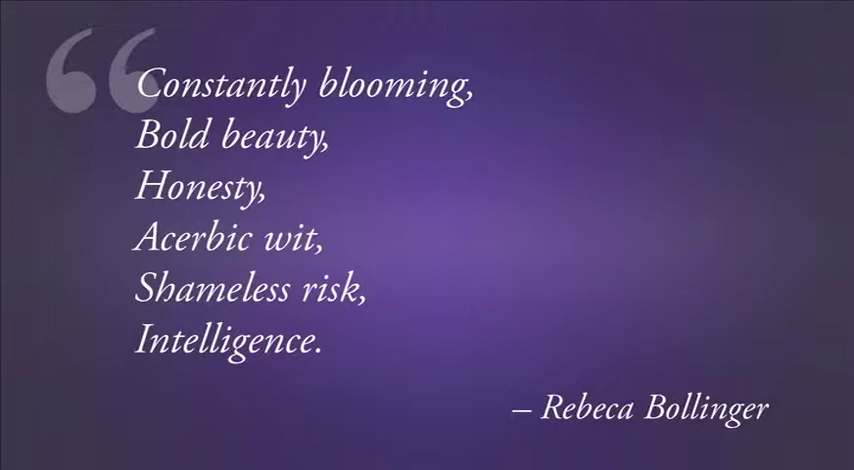 “Constantly blooming,
Bold beauty,
Honesty,
Acerbic wit,
Shameless risk,
Intelligence.
– Rebeca Bollinger